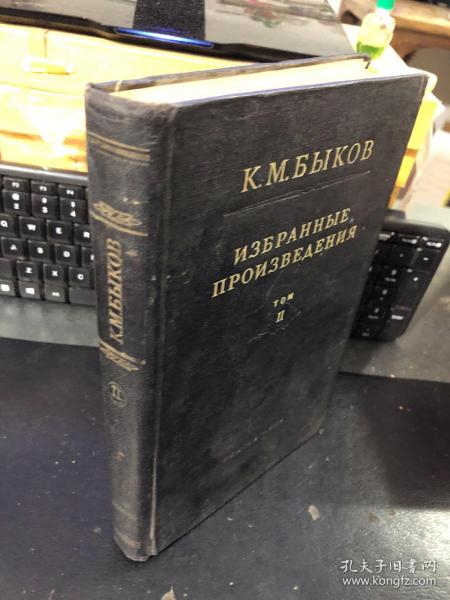 К.М.БЫКОВ
ИЗБРАННЫЕ
ПРОИЗВЕДЕНИЯ
ТОМ
II
К.М.БЫКОВ
II
孔夫子旧书网
www.kongfz.com